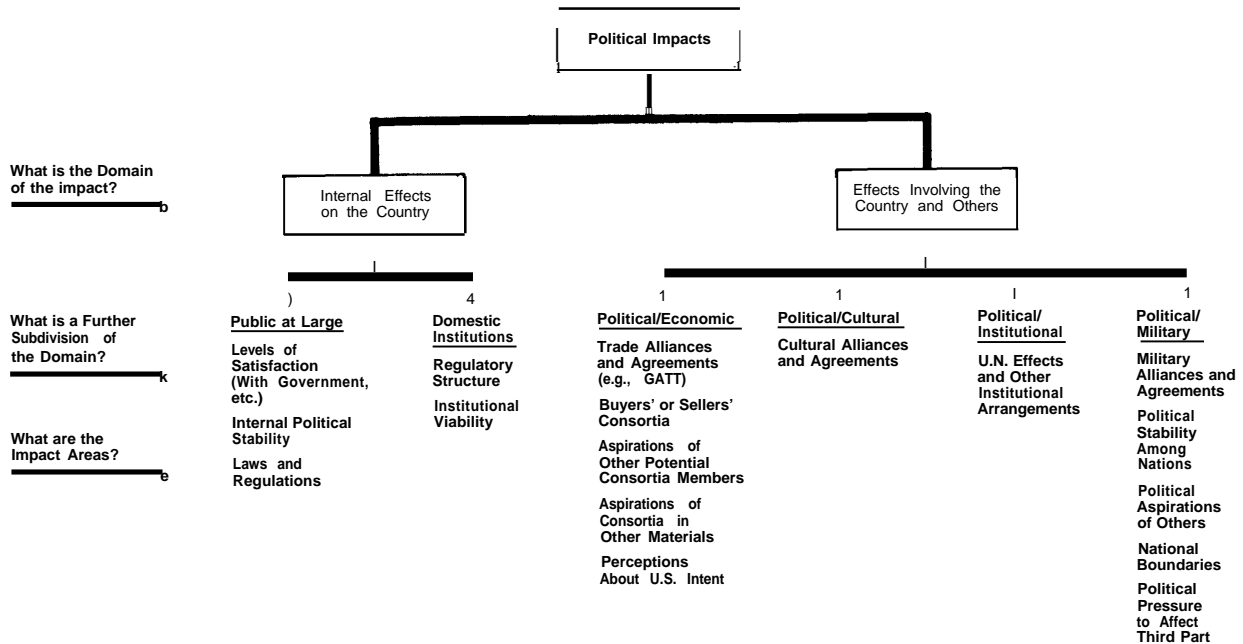 Political Impacts
What is the Domain
of the impact?
Internal Effects
on the Country
Effects Involving the
Country and Others
What is a Further
Subdivision of
the Domain?
Public at Large
Levels of
Satisfaction
(With Government,
etc.)
Internal Political
Stability
Laws and
Regulations
Domestic
Institutions
Regulatory
Structure
Institutional
Viability
Political/Economic
Trade Alliances
and Agreements
(e.g., GATT)
Buyers' or Sellers'
Consortia
Aspirations of
Other Potential
Consortia Members
Aspirations of
Consortia in
Other Materials
Perceptions
About U.S. Intent
Political/Cultural
Cultural Alliances
and Agreements
Political/
Institutional
U.N. Effects
and Other
Institutional
Arrangements
Political/
Military
Military
Alliances and
Agreements
Political
Stability
Among
Nations
Political
Aspirations
of Others
National
Boundaries
Political
Pressure
to Affect
Third Part
What are the
Impact Areas?